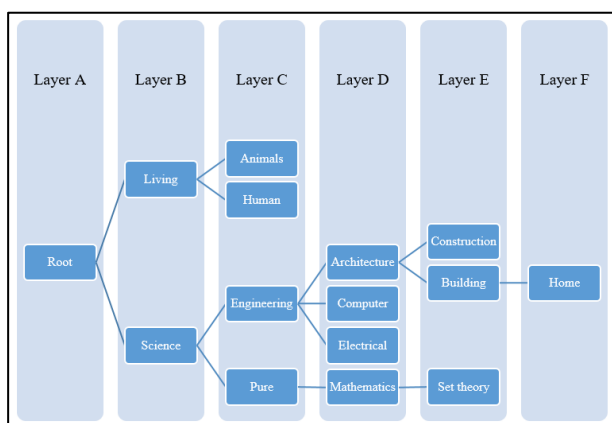 Layer A
Layer B
Layer C
Layer D
Layer E
Layer F
Root
Living
Science
Animals
Human
Engineering
Pure
Architecture
Computer
Electrical
Mathematics
Construction
Building
Set theory
Home